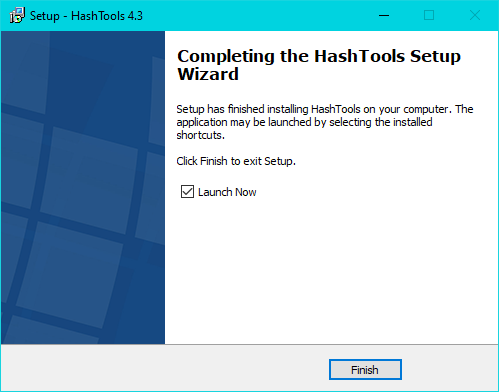 Setup - HashTools 4.3
Completing the HashTools Setup
Wizard
Setup has finished installing HashTools on your computer. The
application may be launched by selecting the installed
shortcuts.
Click Finish to exit Setup.
Launch Now
Finish